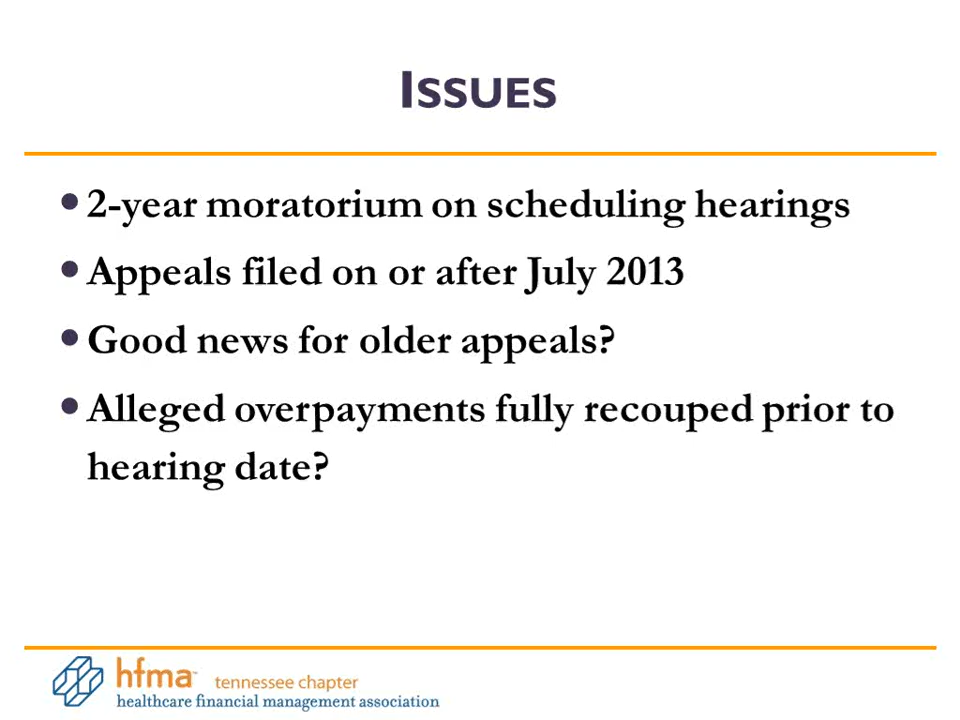 ISSUES
• 2-year moratorium on scheduling hearings
• Appeals filed on or after July 2013
• Good news for older appeals?
• Alleged overpayments fully recouped prior to
hearing date?
hfma™ tennessee chapter
healthcare financial management association